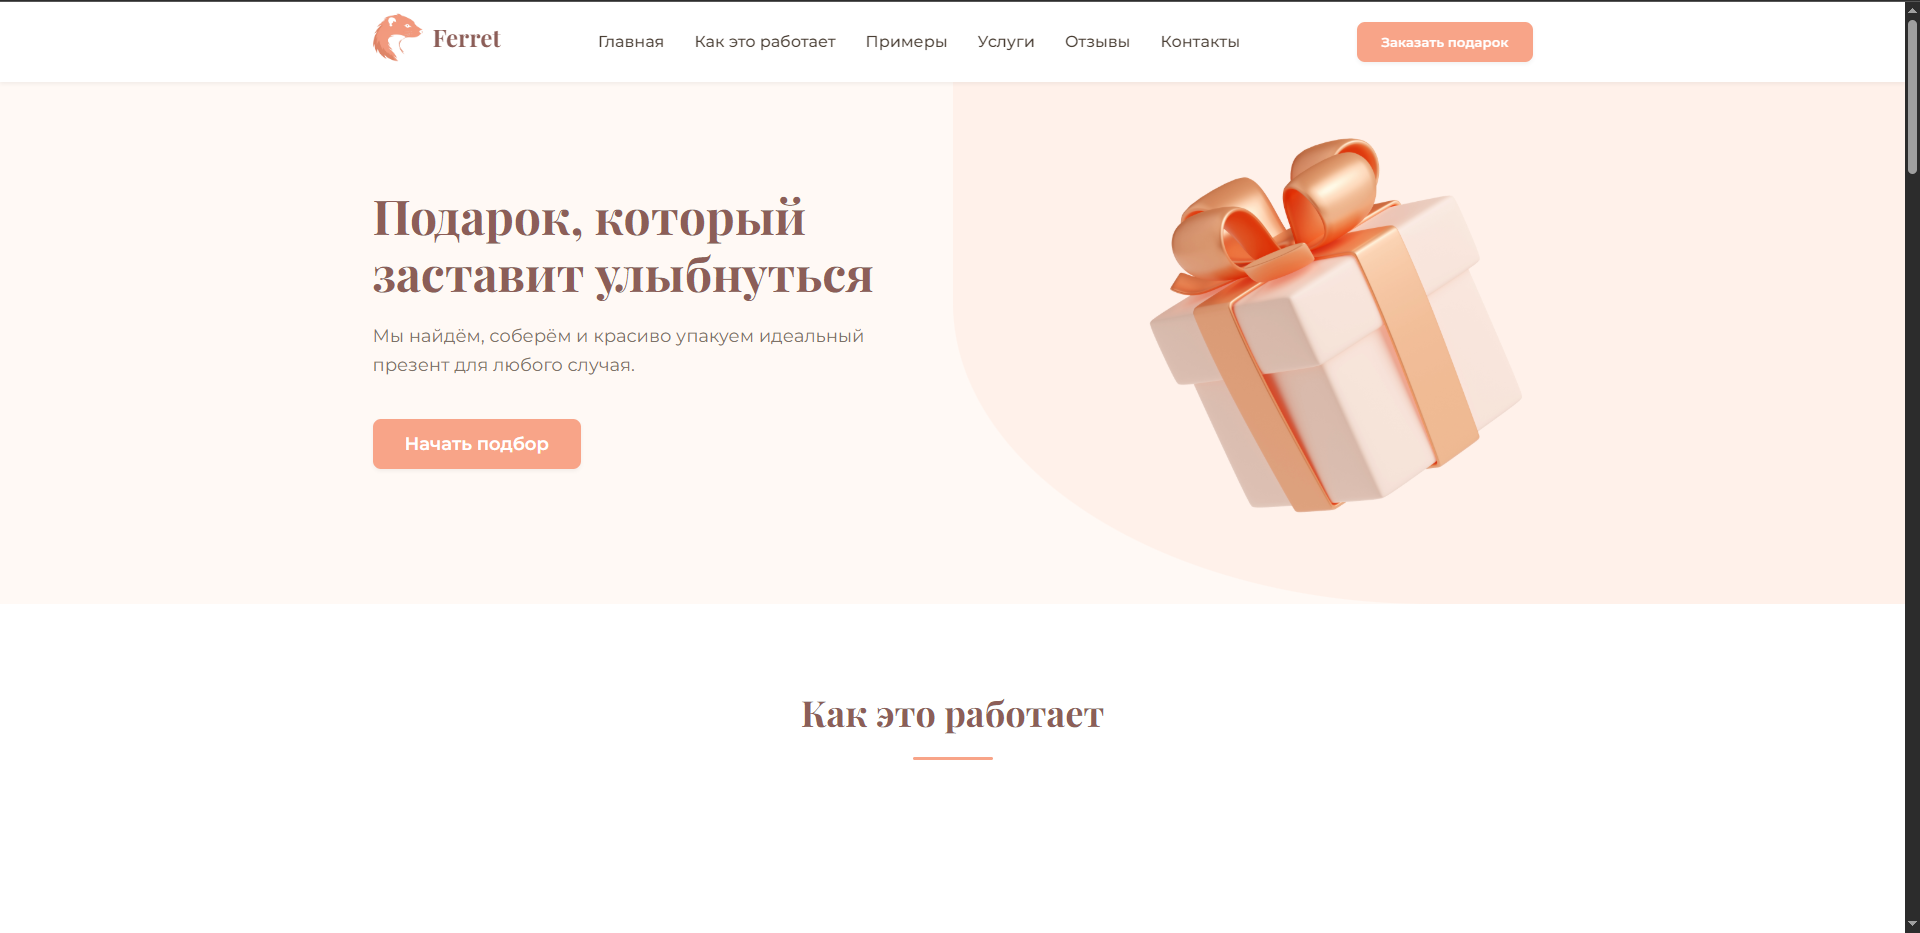 Ferret
Главная
Как это работает
Примеры
Услуги
Отзывы
Контакты
Заказать подарок
Подарок, который
заставит улыбнуться
Мы найдём, соберём и красиво упакуем идеальный
презент для любого случая.
Начать подбор
Как это работает